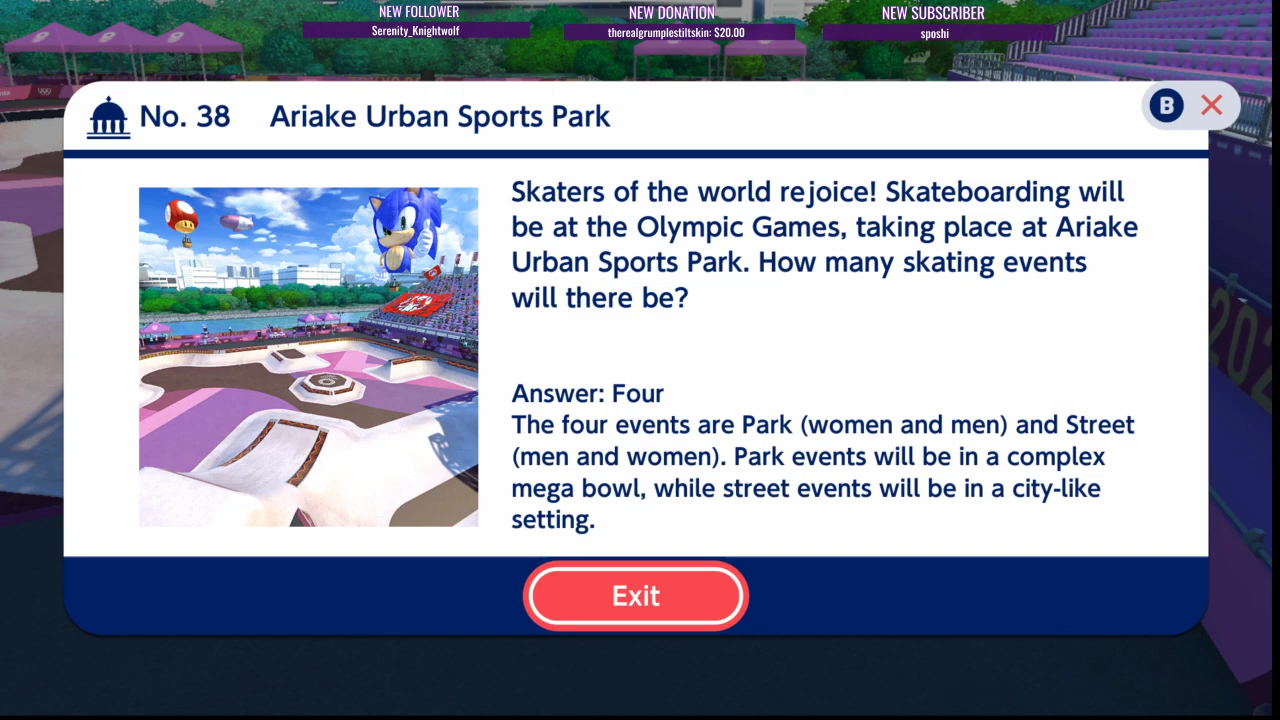 NEW FOLLOWER
Serenity_Knightwolf
NEW DONATION
therealgrumplestiltskin: $20.00
NEW SUBSCRIBER
sposhi
No. 38 Ariake Urban Sports Park
B
Skaters of the world rejoice! Skateboarding will
be at the Olympic Games, taking place at Ariake
Urban Sports Park. How many skating events
will there be?
Answer: Four
The four events are Park (women and men) and Street
(men and women). Park events will be in a complex
mega bowl, while street events will be in a city-like
setting.
Exit